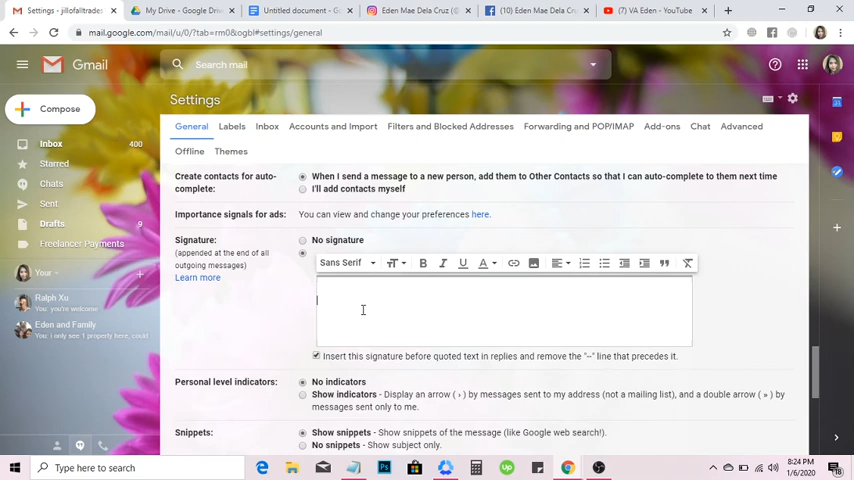 Settings - jillofalltrades
My Drive - Google Drive
Untitled document - G
Eden Mae Dela Cruz (@
(10) Eden Mae Dela Cruz
(7) VA Eden - YouTube
mail.google.com/mail/u/0/?tab=rm0&ogbl#settings/general
Gmail
Search mail
Compose
Settings
General Labels Inbox Accounts and Import Filters and Blocked Addresses Forwarding and POP/IMAP Add-ons Chat Advanced
Offline Themes
Inbox 400
Starred
Chats
Sent
Drafts 9
Freelancer Payments
Your
Ralph Xu
You: you're welcome
Eden and Family
You: i only see 1 property here, could
Create contacts for auto-
complete:
When I send a message to a new person, add them to Other Contacts so that I can auto-complete to them next time
I'll add contacts myself
Importance signals for ads: You can view and change your preferences here.
Signature:
(appended at the end of all
outgoing messages)
Learn more
No signature
Sans Serif
Insert this signature before quoted text in replies and remove the "--" line that precedes it.
Personal level indicators: No indicators
Show indicators - Display an arrow ( › ) by messages sent to my address (not a mailing list), and a double arrow ( » ) by
messages sent only to me.
Snippets: Show snippets - Show snippets of the message (like Google web search!).
No snippets - Show subject only.
Type here to search
8:24 PM
1/6/2020